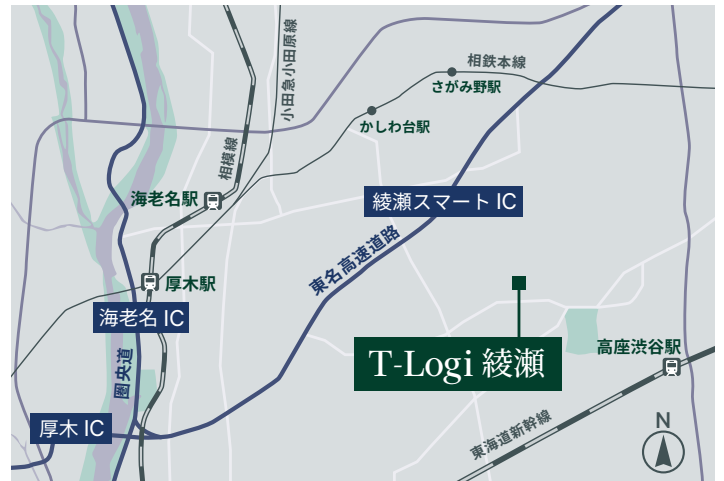 小田急小田原線
相鉄本線
さがみ野駅
かしわ台駅
相模線
海老名駅
綾瀬スマート IC
東名高速道路
厚木駅
海老名 IC
T-Logi 綾瀬
高座渋谷駅
圏央道
厚木 IC
東海道新幹線
N